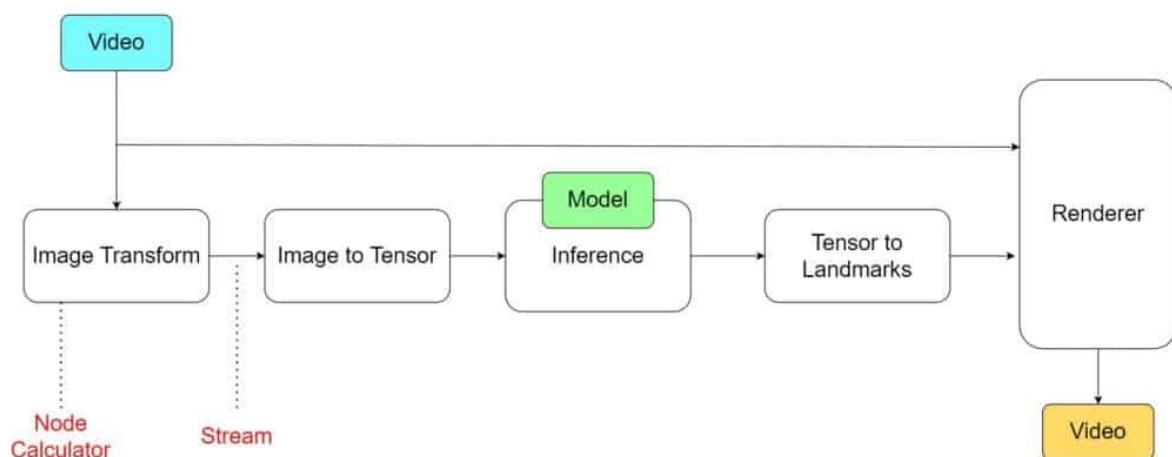 Video
Model
Renderer
Image Transform
Image to Tensor
Inference
Tensor to
Landmarks
Node
Calculator
Stream
Video